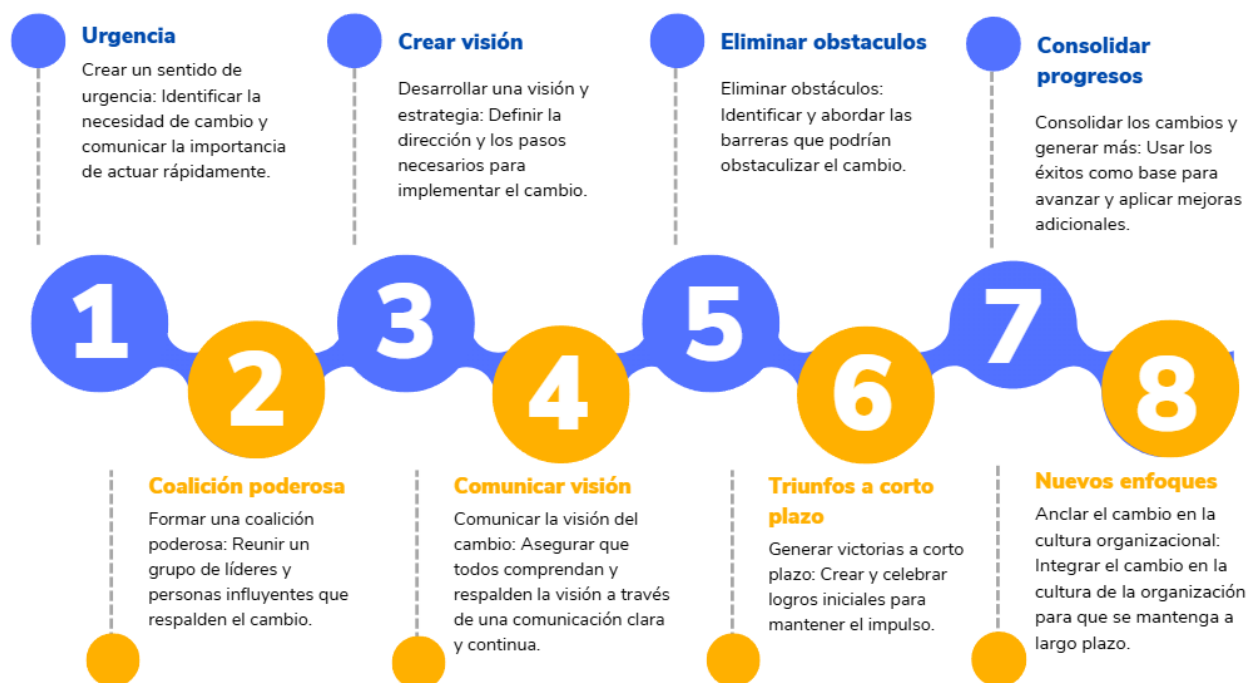 Urgencia
Crear un sentido de
urgencia: Identificar la
necesidad de cambio y
comunicar la importancia
de actuar rápidamente.
Crear visión
Desarrollar una visión y
estrategia: Definir la
dirección y los pasos
necesarios para
implementar el cambio.
Eliminar obstaculos
Eliminar obstáculos:
Identificar y abordar las
barreras que podrían
obstaculizar el cambio.
Consolidar
progresos
Consolidar los cambios y
generar más: Usar los
éxitos como base para
avanzar y aplicar mejoras
adicionales.
1
2
3
4
5
6
7
8
Coalición poderosa
Formar una coalición
poderosa: Reunir un
grupo de líderes y
personas influyentes que
respalden el cambio.
Comunicar visión
Comunicar la visión del
cambio: Asegurar que
todos comprendan y
respalden la visión a través
de una comunicación clara
y continua.
Triunfos a corto
plazo
Generar victorias a corto
plazo: Crear y celebrar
logros iniciales para
mantener el impulso.
Nuevos enfoques
Anclar el cambio en la
cultura organizacional:
Integrar el cambio en la
cultura de la organización
para que se mantenga a
largo plazo.